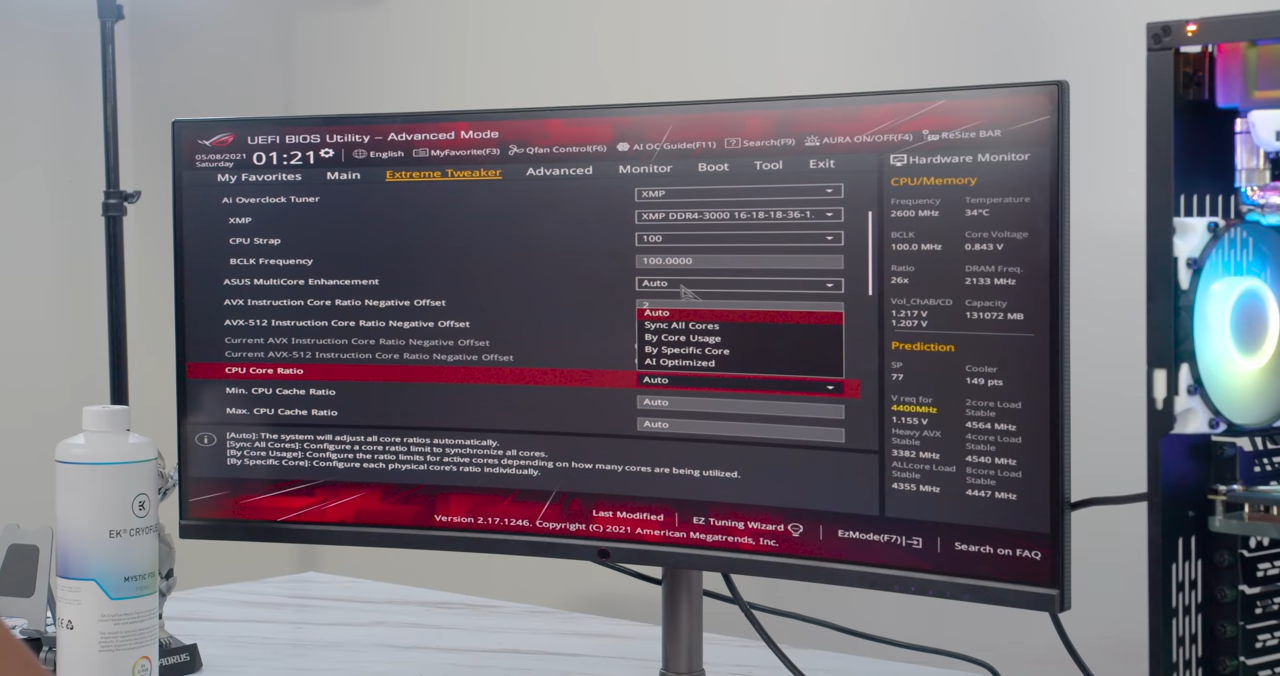 UEFI BIOS Utility – Advanced Mode
05/08/2021
Saturday
01:21
English
MyFavorite(F3)
Qfan Control(F6)
AI OC Guide(F11)
Search(F9)
AURA ON/OFF(F4)
ReSize BAR
My Favorites
Main
Extreme Tweaker
Advanced
Monitor
Boot
Tool
Exit
Ai Overclock Tuner
XMP
XMP
XMP DDR4-3000 16-18-18-36-1.
CPU Strap
100
BCLK Frequency
100.0000
ASUS MultiCore Enhancement
Auto
AVX Instruction Core Ratio Negative Offset
2
Auto
Sync All Cores
By Core Usage
By Specific Core
AI Optimized
AVX-512 Instruction Core Ratio Negative Offset
Current AVX Instruction Core Ratio Negative Offset
Current AVX-512 Instruction Core Ratio Negative Offset
CPU Core Ratio
Auto
Min. CPU Cache Ratio
Auto
Max. CPU Cache Ratio
Auto
[Auto]: The system will adjust all core ratios automatically.
[Sync All Cores]: Configure a core ratio limit to synchronize all cores.
[By Core Usage]: Configure the ratio limits for active cores depending on how many cores are being utilized.
[By Specific Core]: Configure each physical core's ratio individually.
Hardware Monitor
CPU/Memory
Frequency
Temperature
2600 MHz
34°C
BCLK
Core Voltage
100.0 MHz
0.843 V
Ratio
DRAM Freq.
26x
2133 MHz
Vol_ChAB/CD
Capacity
1.217 V
131072 MB
1.207 V
Prediction
SP
Cooler
77
149 pts
V req for
4400MHz
2core Load
Stable
1.155 V
4564 MHz
Heavy AVX
Stable
4core Load
Stable
3382 MHz
4540 MHz
ALLcore Load
Stable
8core Load
Stable
4355 MHz
4447 MHz
Last Modified
EZ Tuning Wizard
EzMode(F7)
Search on FAQ
Version 2.17.1246. Copyright (C) 2021 American Megatrends, Inc.
EK® CRYOFU
MYSTIC FO
AORUS